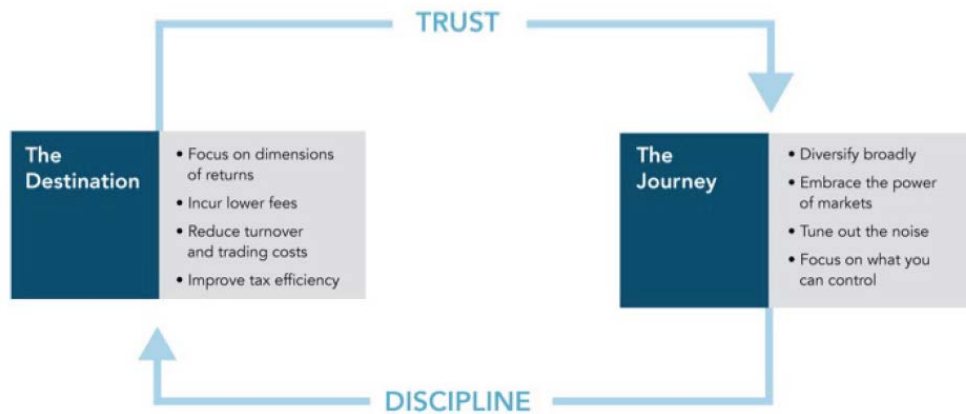 TRUST
The
Destination
• Focus on dimensions
of returns
• Incur lower fees
• Reduce turnover
and trading costs
• Improve tax efficiency
The
Journey
• Diversify broadly
• Embrace the power
of markets
• Tune out the noise
• Focus on what you
can control
DISCIPLINE